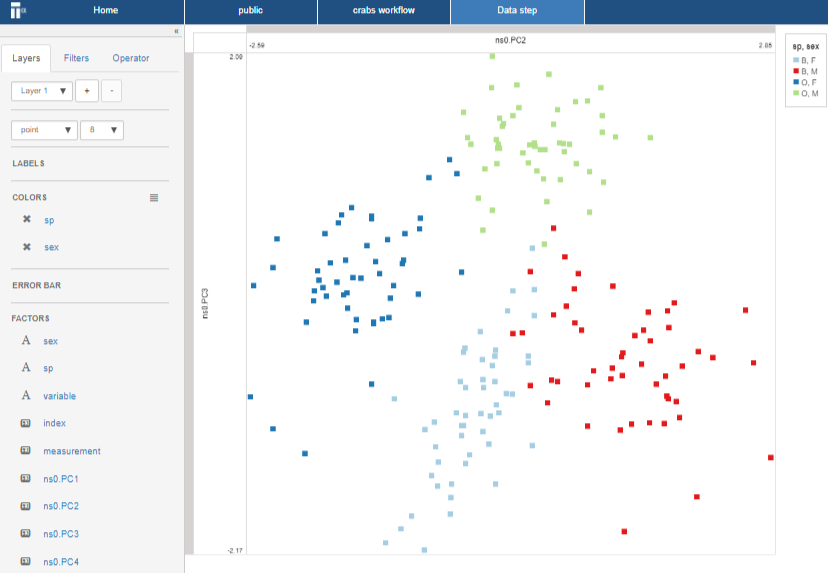 Home public crabs workflow Data step
«
Layers Filters Operator
Layer 1 ▼ + -
point ▼ 8 ▼
LABELS
COLORS
sp
sex
ERROR BAR
FACTORS
A sex
A sp
A variable
index
measurement
ns0.PC1
ns0.PC2
ns0.PC3
ns0.PC4
ns0.PC2
-2.59 2.85
2.09
ns0.PC3
-2.17
sp, sex
B, F
B, M
O, F
O, M